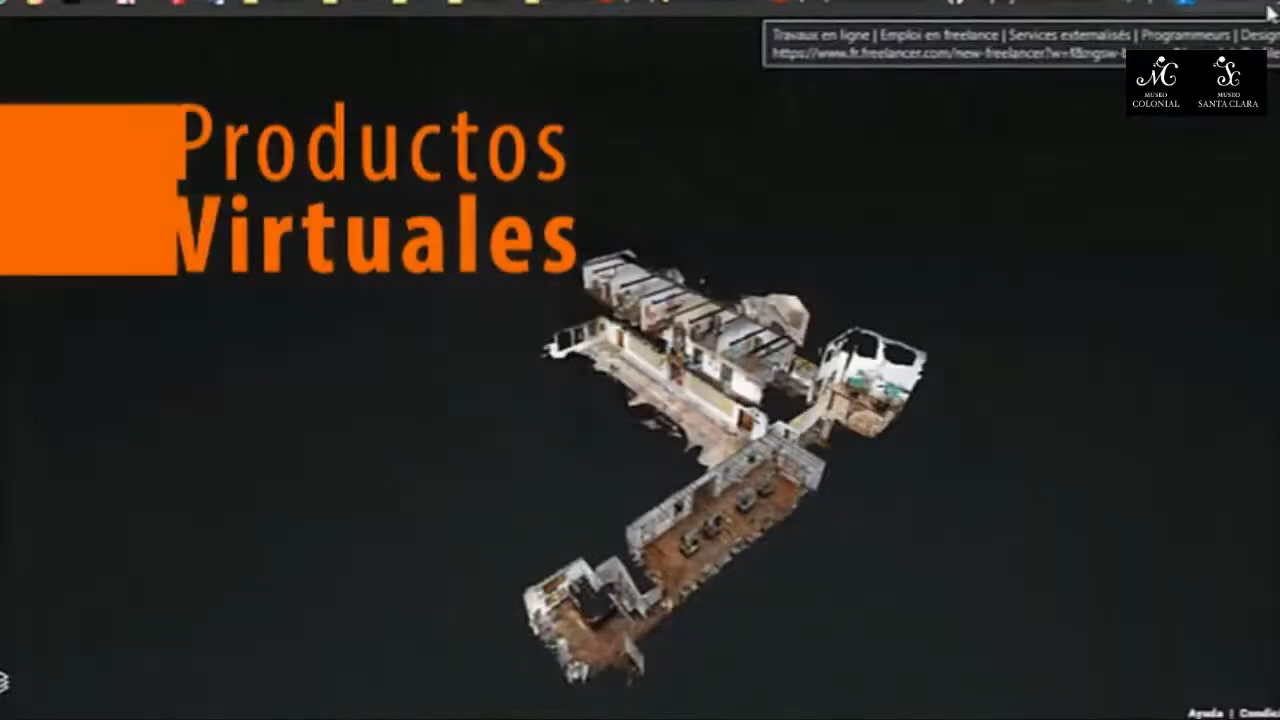 Travaux en ligne | Emploi en freelance | Services externalisés | Programmeurs | Design
MUSEO
COLONIAL
MUSEO
SANTA CLARA
Productos
Virtuales
Ayuda |